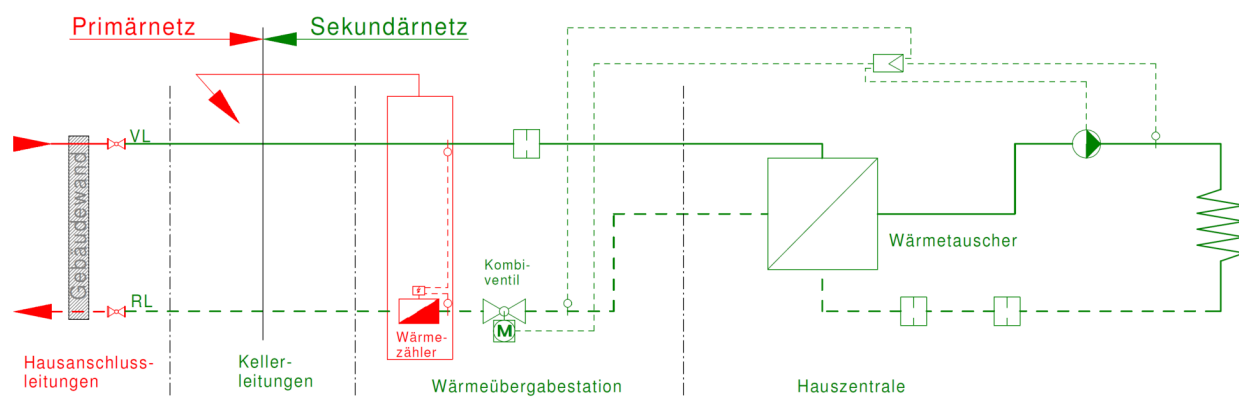 Primärnetz
Sekundärnetz
VL
Gebäudewand
Wärmetauscher
Kombi-
ventil
RL
M
Wärme-
zähler
Hausanschluss-
leitungen
Keller-
leitungen
Wärmeübergabestation
Hauszentrale